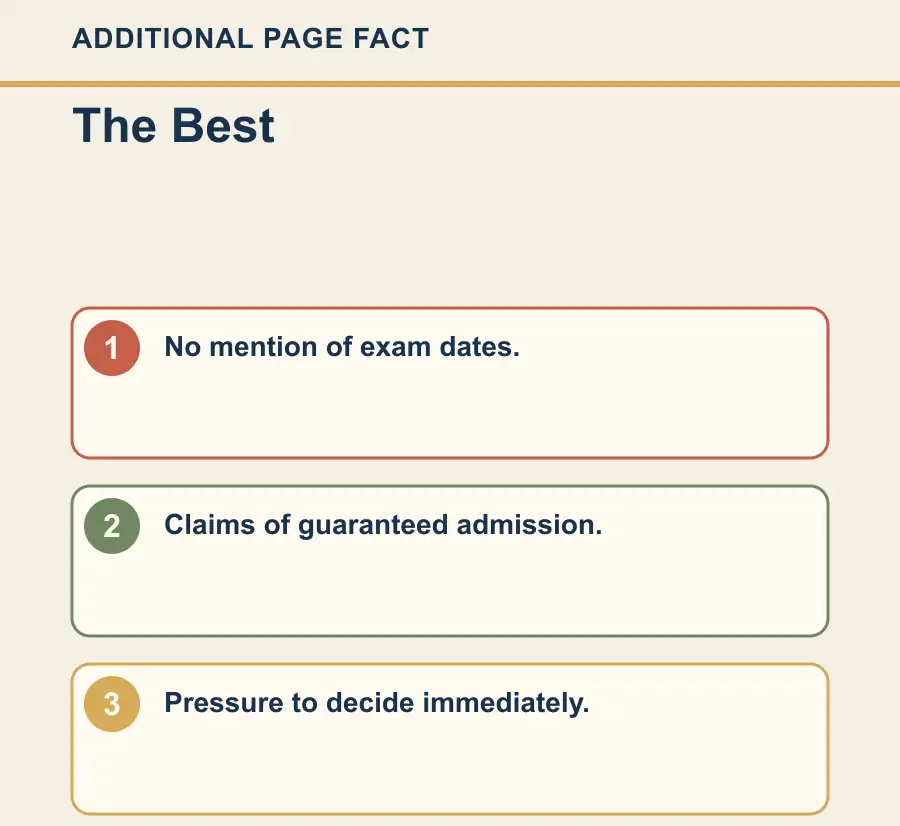 ADDITIONAL PAGE FACT
The Best
1 No mention of exam dates.
2 Claims of guaranteed admission.
3 Pressure to decide immediately.